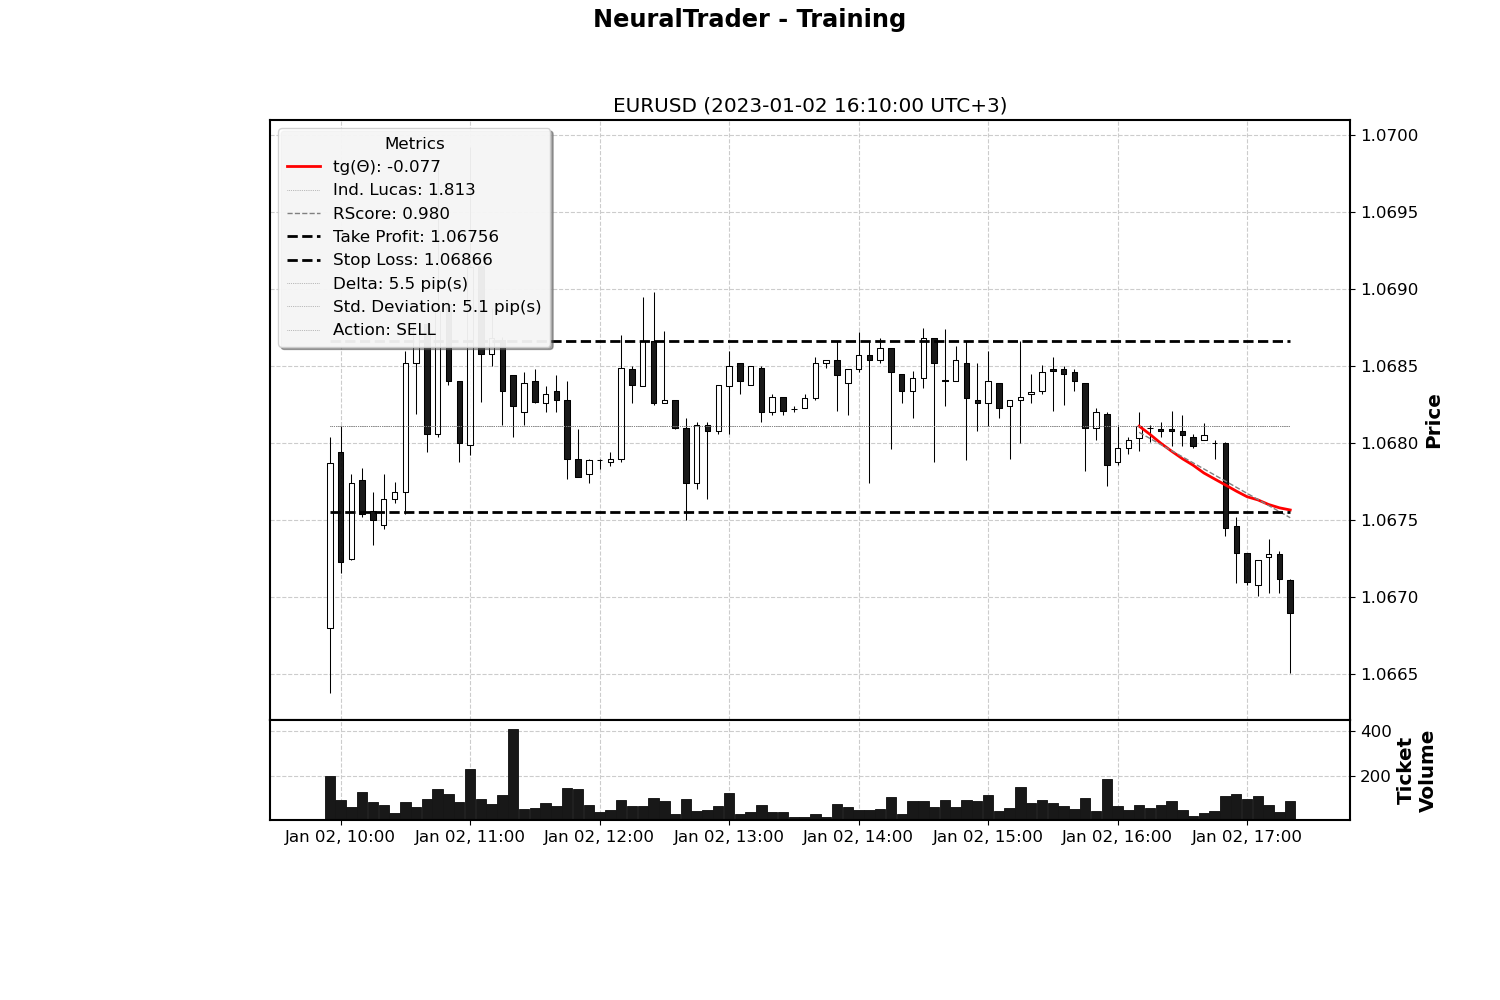 NeuralTrader - Training
EURUSD (2023-01-02 16:10:00 UTC+3)
Metrics
tg(Θ): -0.077
Ind. Lucas: 1.813
RScore: 0.980
Take Profit: 1.06756
Stop Loss: 1.06866
Delta: 5.5 pip(s)
Std. Deviation: 5.1 pip(s)
Action: SELL
1.0700
1.0695
1.0690
1.0685
1.0680
1.0675
1.0670
1.0665
Price
400
200
Ticket
Volume
Jan 02, 10:00
Jan 02, 11:00
Jan 02, 12:00
Jan 02, 13:00
Jan 02, 14:00
Jan 02, 15:00
Jan 02, 16:00
Jan 02, 17:00